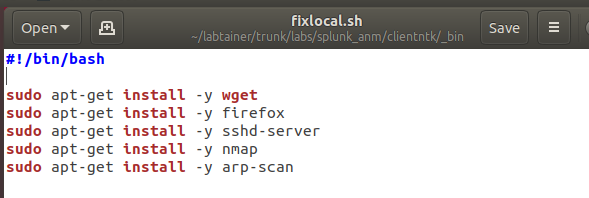 Open
fixlocal.sh
~/labtainer/trunk/labs/splunk_anm/clientntk/_bin
Save
#!/bin/bash
sudo apt-get install -y wget
sudo apt-get install -y firefox
sudo apt-get install -y sshd-server
sudo apt-get install -y nmap
sudo apt-get install -y arp-scan